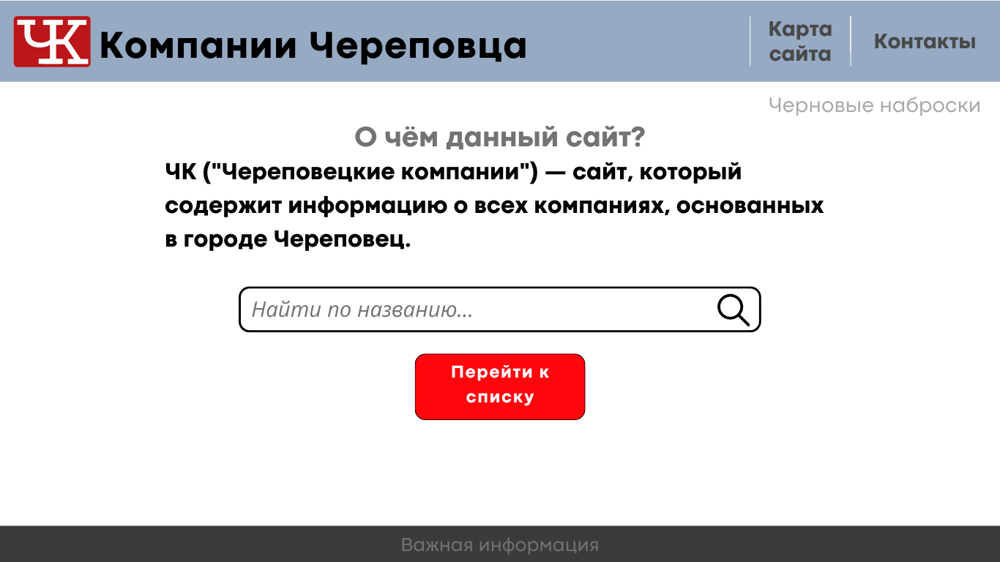 ЧК Компании Череповца
Карта
сайта
Контакты
Черновые наброски
О чём данный сайт?
ЧК ("Череповецкие компании") — сайт, который
содержит информацию о всех компаниях, основанных
в городе Череповец.
Найти по названию...
Перейти к
списку
Важная информация